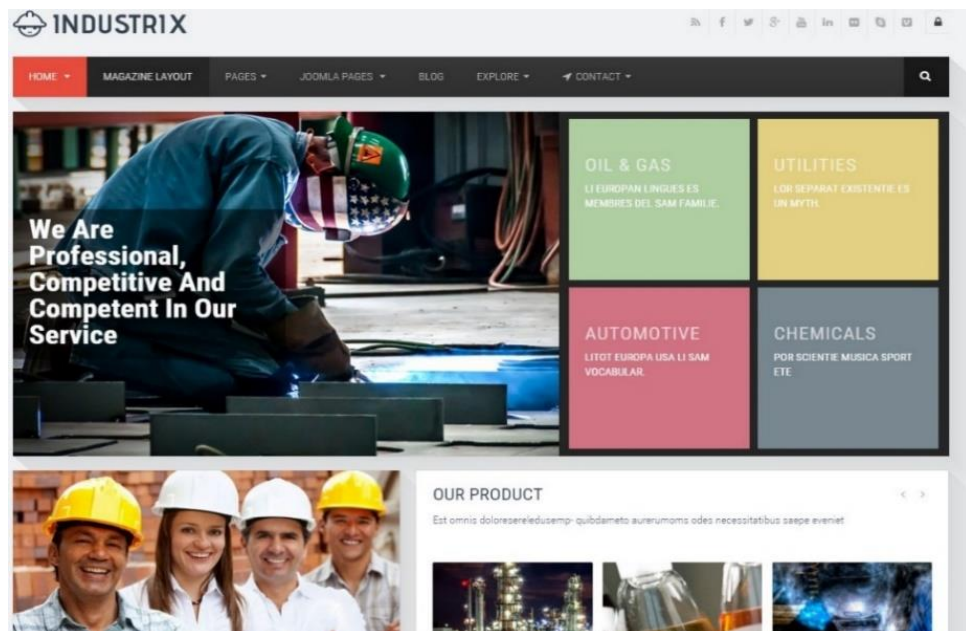 INDUSTRIX
HOME
MAGAZINE LAYOUT
PAGES
JOOMLA PAGES
BLOG
EXPLORE
CONTACT
We Are
Professional,
Competitive And
Competent In Our
Service
OIL & GAS
LI EUROPAN LINGUES ES
MEMBRES DEL SAM FAMILIE.
UTILITIES
LOR SEPARAT EXISTENTIE ES
UN MYTH.
AUTOMOTIVE
LITOT EUROPA USA LI SAM
VOCABULAR.
CHEMICALS
POR SCIENTIE MUSICA SPORT
ETE
OUR PRODUCT
Est omnis doloresereledusemp- quibdameto aurerumoms odes necessitatibus saepe eveniet